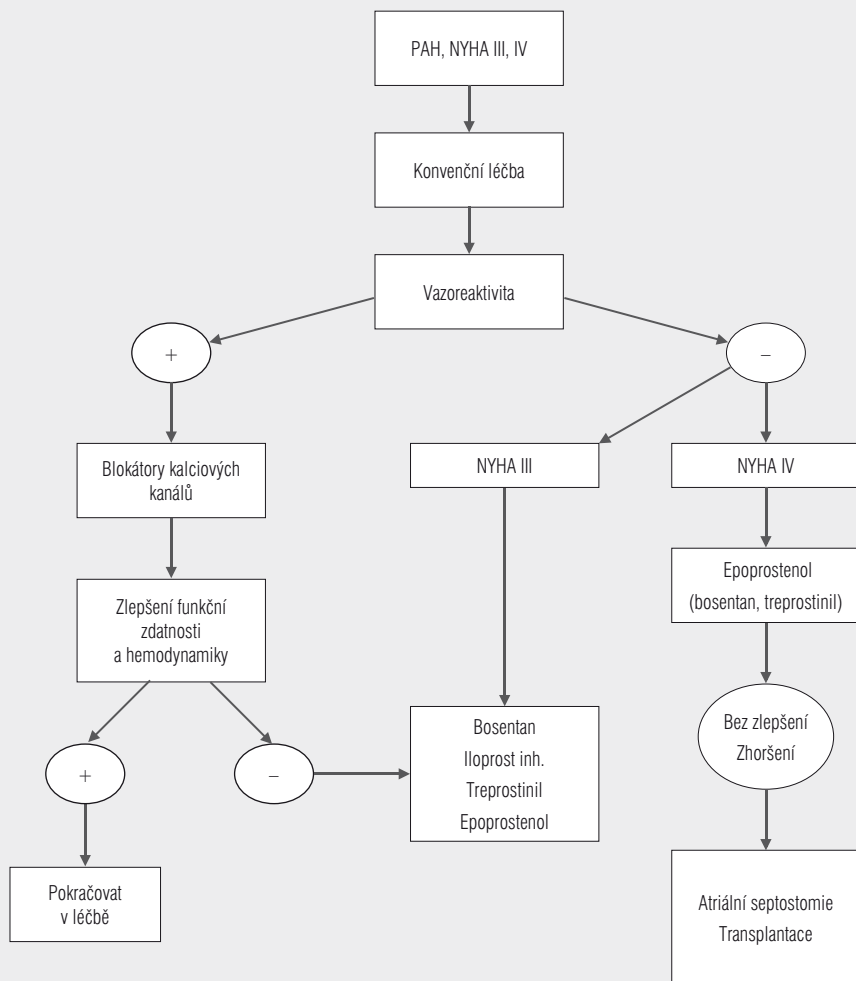 PAH, NYHA III, IV
Konvenční léčba
Vazoreaktivita
+
–
Blokátory kalciových
kanálů
NYHA III
NYHA IV
Epoprostenol
(bosentan, treprostinil)
Zlepšení funkční
zdatnosti
a hemodynamiky
Bosentan
Iloprost inh.
Treprostinil
Epoprostenol
Bez zlepšení
Zhoršení
+
–
Pokračovat
v léčbě
Atriální septostomie
Transplantace